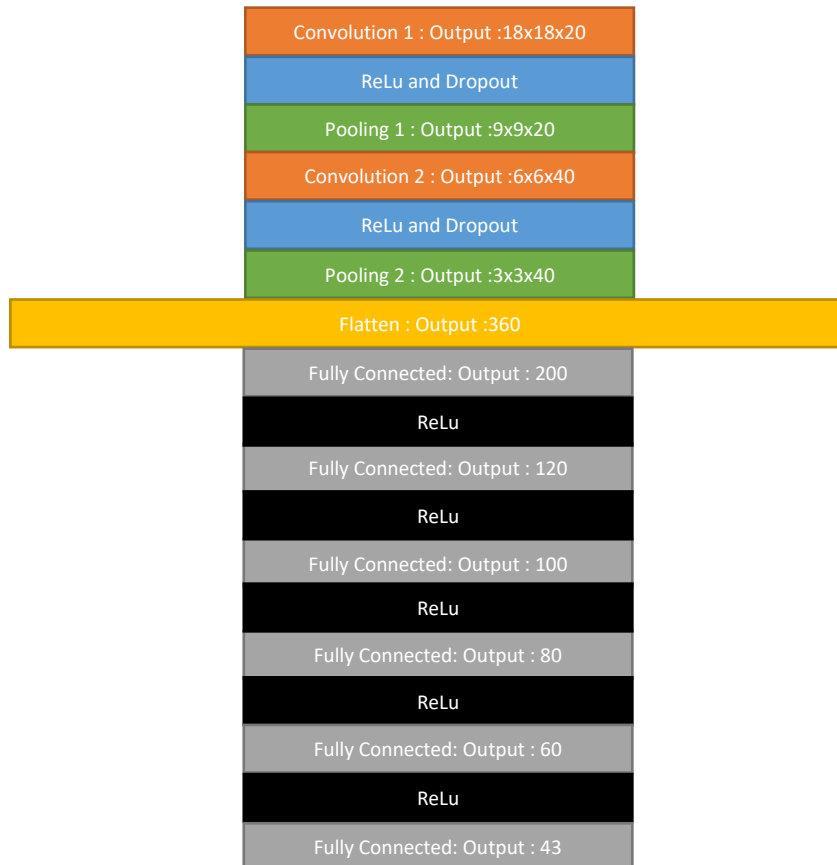 Convolution 1 : Output :18x18x20
ReLu and Dropout
Pooling 1 : Output :9x9x20
Convolution 2 : Output :6x6x40
ReLu and Dropout
Pooling 2 : Output :3x3x40
Flatten : Output :360
Fully Connected: Output : 200
ReLu
Fully Connected: Output : 120
ReLu
Fully Connected: Output : 100
ReLu
Fully Connected: Output : 80
ReLu
Fully Connected: Output : 60
ReLu
Fully Connected: Output : 43